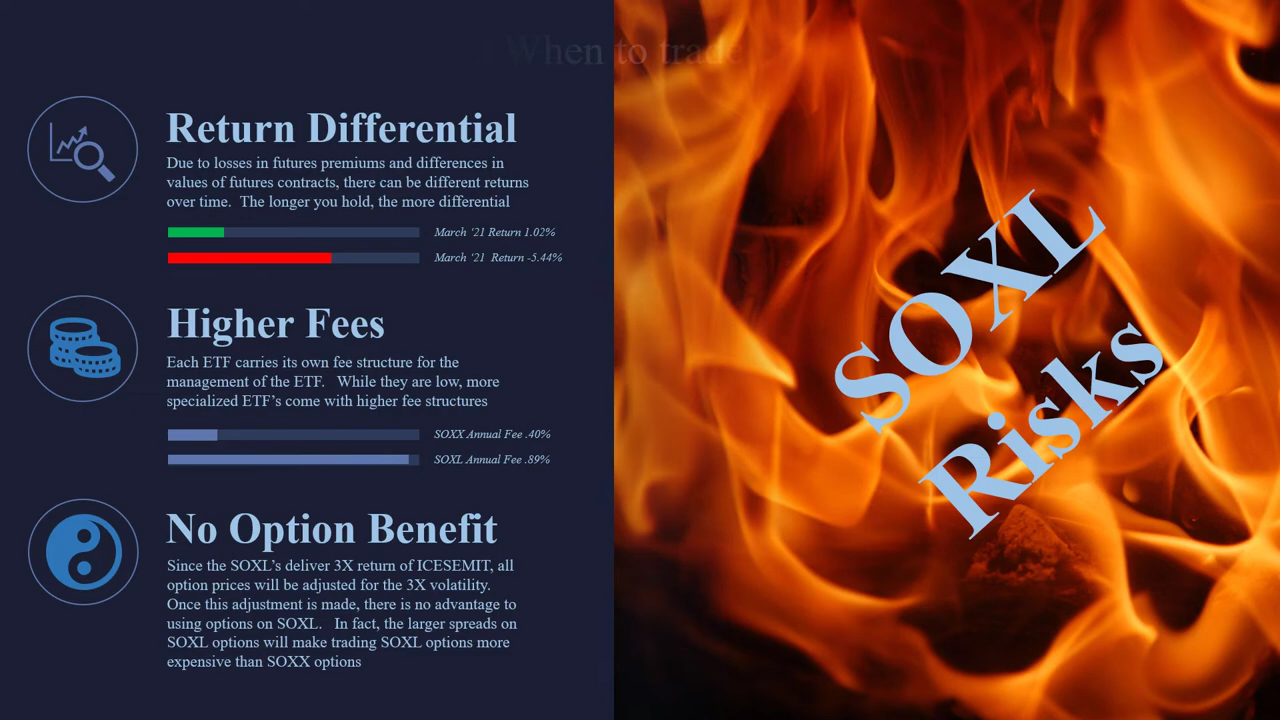 When to trade
Return Differential
Due to losses in futures premiums and differences in
values of futures contracts, there can be different returns
over time.  The longer you hold, the more differential
March ‘21 Return 1.02%
March ‘21  Return -5.44%
Higher Fees
Each ETF carries its own fee structure for the
management of the ETF.   While they are low, more
specialized ETF’s come with higher fee structures
SOXX Annual Fee .40%
SOXL Annual Fee .89%
No Option Benefit
Since the SOXL’s deliver 3X return of ICESEMIT, all
option prices will be adjusted for the 3X volatility.
Once this adjustment is made, there is no advantage to
using options on SOXL.   In fact, the larger spreads on
SOXL options will make trading SOXL options more
expensive than SOXX options
SOXL
Risks